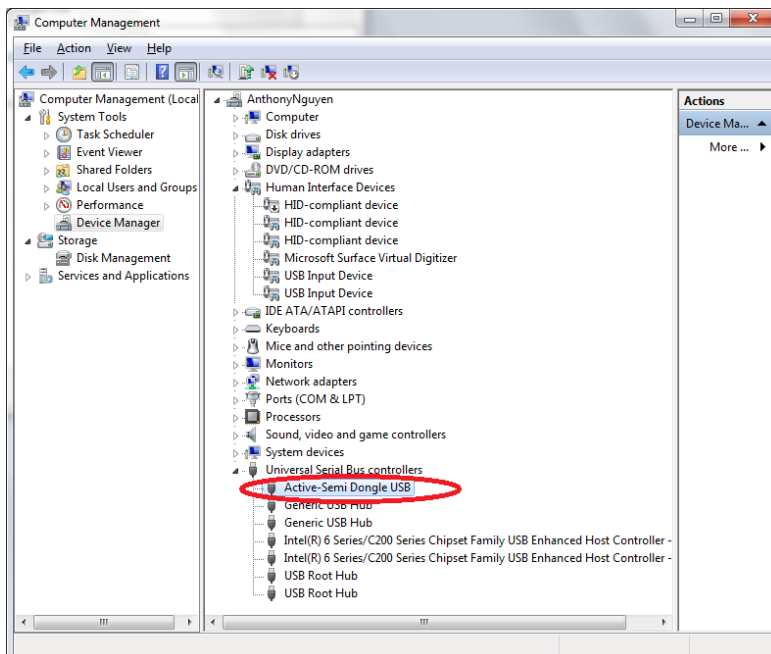 Computer Management
File Action View Help
Computer Management (Local
System Tools
Task Scheduler
Event Viewer
Shared Folders
Local Users and Groups
Performance
Device Manager
Storage
Disk Management
Services and Applications
AnthonyNguyen
Computer
Disk drives
Display adapters
DVD/CD-ROM drives
Human Interface Devices
HID-compliant device
HID-compliant device
HID-compliant device
Microsoft Surface Virtual Digitizer
USB Input Device
USB Input Device
IDE ATA/ATAPI controllers
Keyboards
Mice and other pointing devices
Monitors
Network adapters
Ports (COM & LPT)
Processors
Sound, video and game controllers
System devices
Universal Serial Bus controllers
Active-Semi Dongle USB
Generic USB Hub
Generic USB Hub
Intel(R) 6 Series/C200 Series Chipset Family USB Enhanced Host Controller -
Intel(R) 6 Series/C200 Series Chipset Family USB Enhanced Host Controller -
USB Root Hub
USB Root Hub
Actions
Device Ma...
More ...